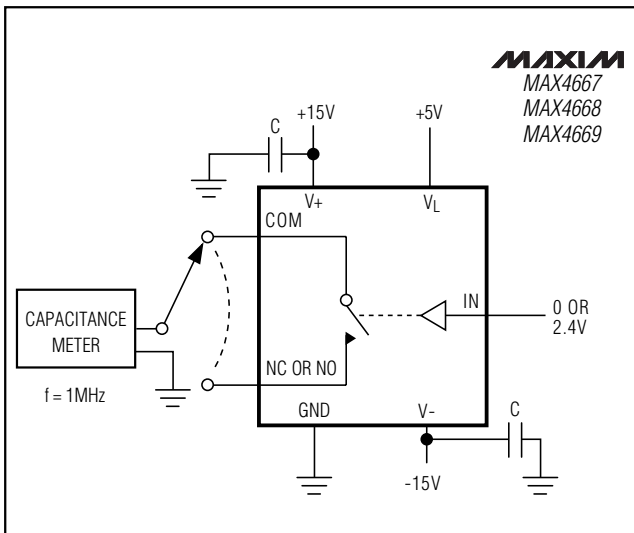 MAXIM
MAX4667
MAX4668
MAX4669
+15V
+5V
C
V+
VL
COM
IN
0 OR
2.4V
CAPACITANCE
METER
NC OR NO
f = 1MHz
GND
V-
C
-15V